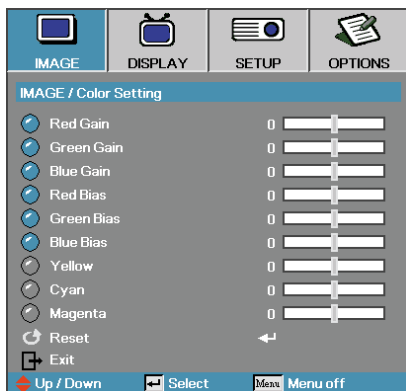 IMAGE DISPLAY SETUP OPTIONS
IMAGE / Color Setting
Red Gain 0
Green Gain 0
Blue Gain 0
Red Bias 0
Green Bias 0
Blue Bias 0
Yellow 0
Cyan 0
Magenta 0
Reset
Exit
Up / Down Select Menu Menu off